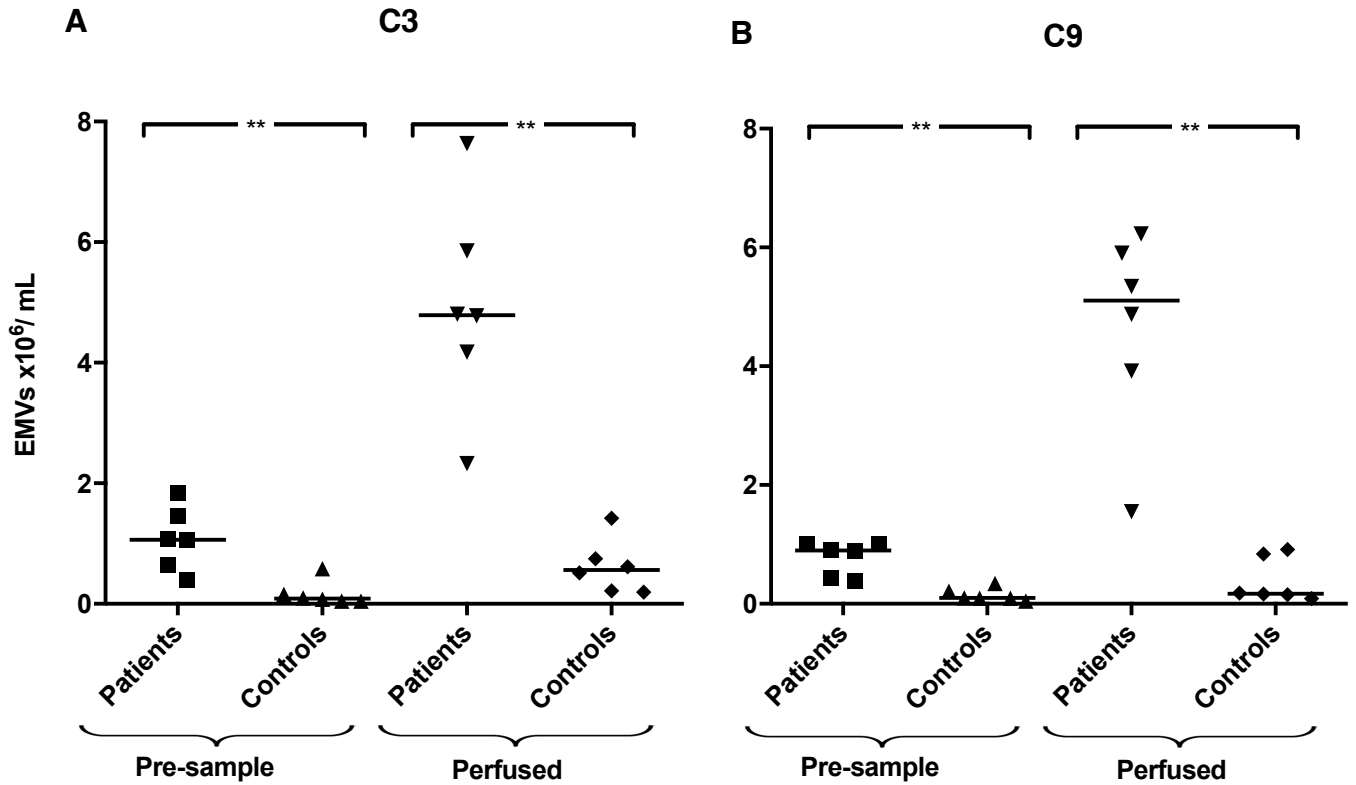 A
C3
**
**
8
6
4
2
0
EMVs x10⁶/ mL
Patients
Controls
Patients
Controls
Pre-sample
Perfused
B
C9
**
**
8
6
4
2
0
Patients
Controls
Patients
Controls
Pre-sample
Perfused